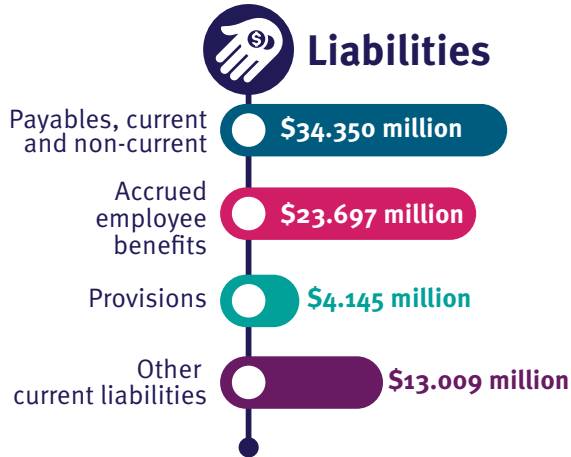 $
Liabilities
Payables, current
and non-current
$34.350 million
Accrued
employee
benefits
$23.697 million
Provisions
$4.145 million
Other
current liabilities
$13.009 million